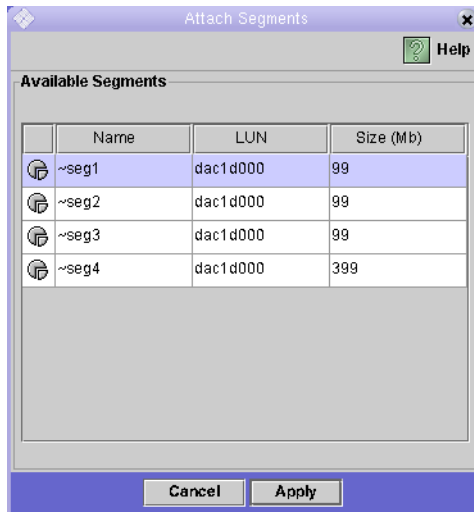 Attach Segments
Help
Available Segments
Name LUN Size (Mb)
~seg1 dac1d000 99
~seg2 dac1d000 99
~seg3 dac1d000 99
~seg4 dac1d000 399
Cancel Apply